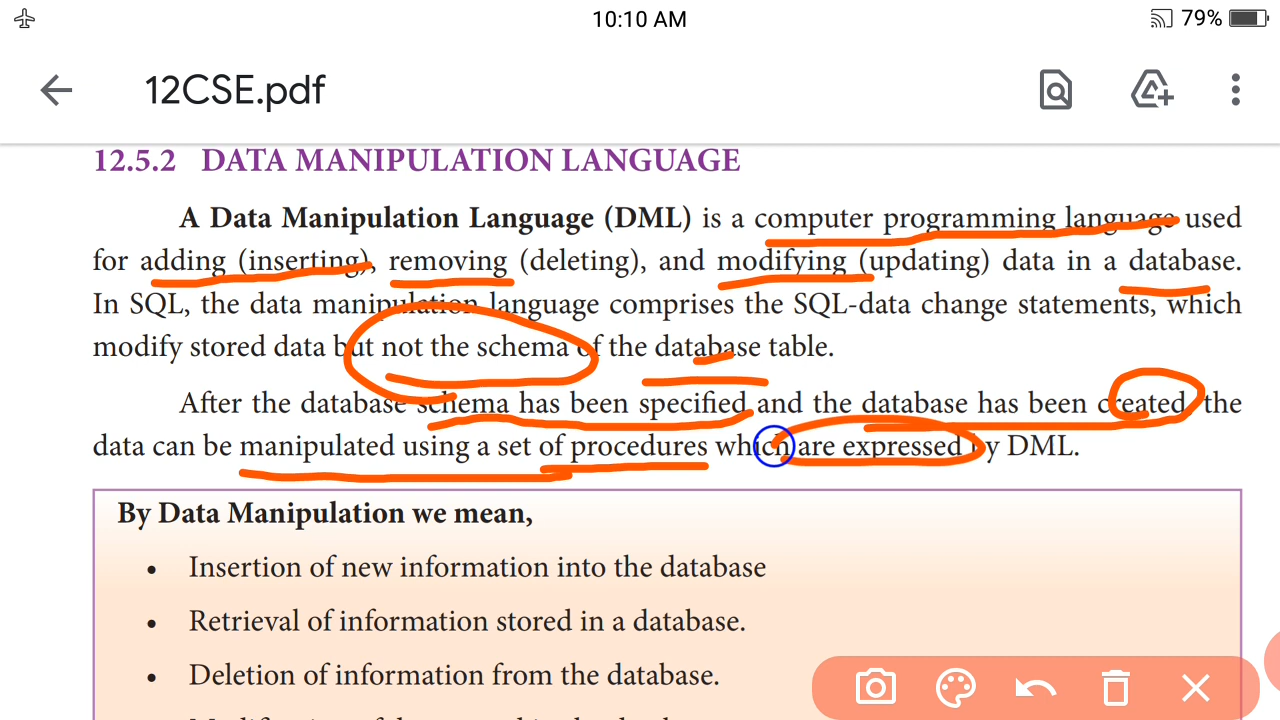 10:10 AM
79%
12CSE.pdf
12.5.2 DATA MANIPULATION LANGUAGE
A Data Manipulation Language (DML) is a computer programming language used
for adding (inserting), removing (deleting), and modifying (updating) data in a database.
In SQL, the data manipulation language comprises the SQL-data change statements, which
modify stored data but not the schema of the database table.
After the database schema has been specified and the database has been created, the
data can be manipulated using a set of procedures which are expressed by DML.
By Data Manipulation we mean,
• Insertion of new information into the database
• Retrieval of information stored in a database.
• Deletion of information from the database.